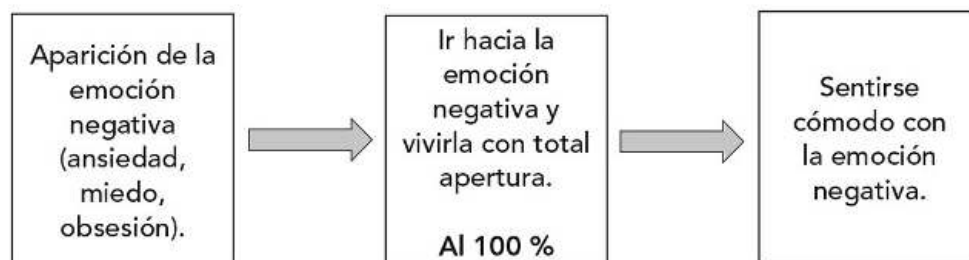 Aparición de la
emoción
negativa
(ansiedad,
miedo,
obsesión).
Ir hacia la
emoción
negativa y
vivirla con total
apertura.
Al 100 %
Sentirse
cómodo con
la emoción
negativa.